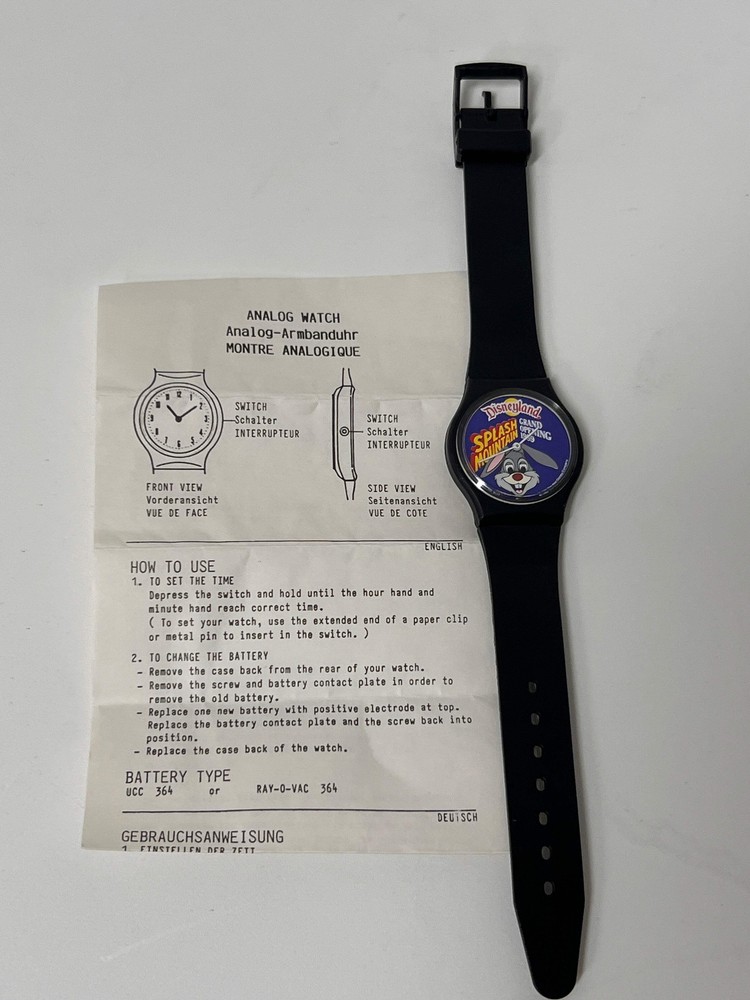 ANALOG WATCH
Analog-Armbanduhr
MONTRE ANALOGIQUE
SWITCH
Schalter
INTERRUPTEUR
SWITCH
Schalter
INTERRUPTEUR
FRONT VIEW
Vorderansicht
VUE DE FACE
SIDE VIEW
Seitenansicht
VUE DE COTE
ENGLISH
HOW TO USE
1. TO SET THE TIME
Depress the switch and hold until the hour hand and
minute hand reach correct time.
( To set your watch, use the extended end of a paper clip
or metal pin to insert in the switch. )
2. TO CHANGE THE BATTERY
- Remove the case back from the rear of your watch.
- Remove the screw and battery contact plate in order to
remove the old battery.
- Replace one new battery with positive electrode at top.
Replace the battery contact plate and the screw back into
position.
- Replace the case back of the watch.
BATTERY TYPE
UCC 364 or RAY-O-VAC 364
DEUTSCH
GEBRAUCHSANWEISUNG
1. EINSTELLEN DER ZEIT
Disneyland
SPLASH
MOUNTAIN
GRAND
OPENING
1989